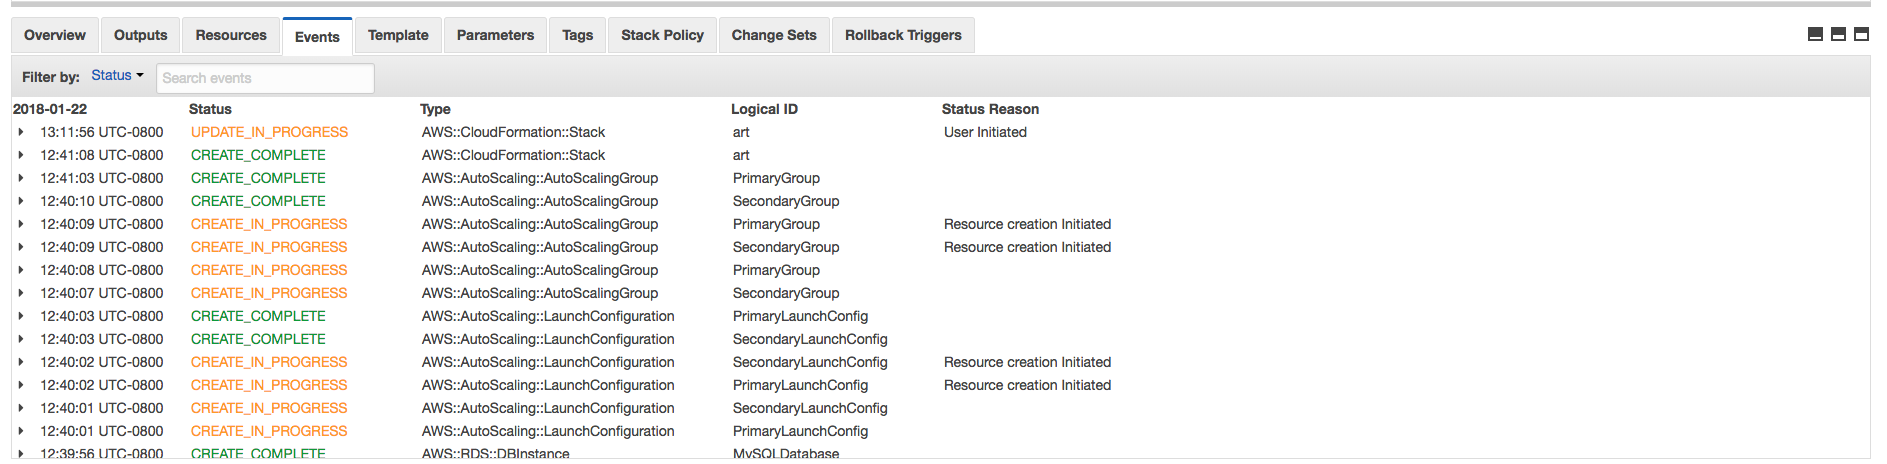 Overview Outputs Resources Events Template Parameters Tags Stack Policy Change Sets Rollback Triggers
Filter by: Status Search events
2018-01-22 Status Type Logical ID Status Reason
13:11:56 UTC-0800 UPDATE_IN_PROGRESS AWS::CloudFormation::Stack art User Initiated
12:41:08 UTC-0800 CREATE_COMPLETE AWS::CloudFormation::Stack art
12:41:03 UTC-0800 CREATE_COMPLETE AWS::AutoScaling::AutoScalingGroup PrimaryGroup
12:40:10 UTC-0800 CREATE_COMPLETE AWS::AutoScaling::AutoScalingGroup SecondaryGroup
12:40:09 UTC-0800 CREATE_IN_PROGRESS AWS::AutoScaling::AutoScalingGroup PrimaryGroup Resource creation Initiated
12:40:09 UTC-0800 CREATE_IN_PROGRESS AWS::AutoScaling::AutoScalingGroup SecondaryGroup Resource creation Initiated
12:40:08 UTC-0800 CREATE_IN_PROGRESS AWS::AutoScaling::AutoScalingGroup PrimaryGroup
12:40:07 UTC-0800 CREATE_IN_PROGRESS AWS::AutoScaling::AutoScalingGroup SecondaryGroup
12:40:03 UTC-0800 CREATE_COMPLETE AWS::AutoScaling::LaunchConfiguration PrimaryLaunchConfig
12:40:03 UTC-0800 CREATE_COMPLETE AWS::AutoScaling::LaunchConfiguration SecondaryLaunchConfig
12:40:02 UTC-0800 CREATE_IN_PROGRESS AWS::AutoScaling::LaunchConfiguration SecondaryLaunchConfig Resource creation Initiated
12:40:02 UTC-0800 CREATE_IN_PROGRESS AWS::AutoScaling::LaunchConfiguration PrimaryLaunchConfig Resource creation Initiated
12:40:01 UTC-0800 CREATE_IN_PROGRESS AWS::AutoScaling::LaunchConfiguration SecondaryLaunchConfig
12:40:01 UTC-0800 CREATE_IN_PROGRESS AWS::AutoScaling::LaunchConfiguration PrimaryLaunchConfig
12:39:56 UTC-0800 CREATE_COMPLETE AWS::RDS::DBInstance MySQLDatabase